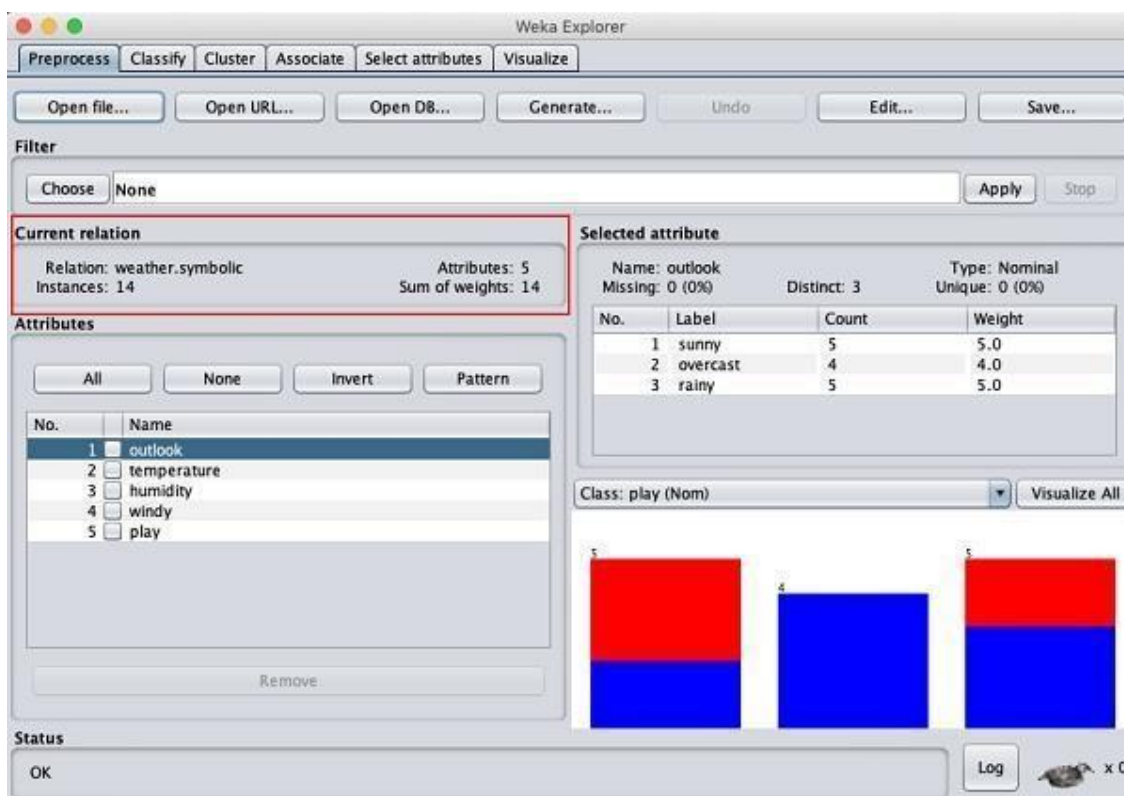 Weka Explorer
Preprocess Classify Cluster Associate Select attributes Visualize
Open file... Open URL... Open DB... Generate... Undo Edit... Save...
Filter
Choose None Apply Stop
Current relation
Relation: weather.symbolic Attributes: 5
Instances: 14 Sum of weights: 14
Selected attribute
Name: outlook Type: Nominal
Missing: 0 (0%) Distinct: 3 Unique: 0 (0%)
No. Label Count Weight
1 sunny 5 5.0
2 overcast 4 4.0
3 rainy 5 5.0
Attributes
All None Invert Pattern
No. Name
1 outlook
2 temperature
3 humidity
4 windy
5 play
Remove
Class: play (Nom) Visualize All
5 4 5
Status
OK
Log x 0